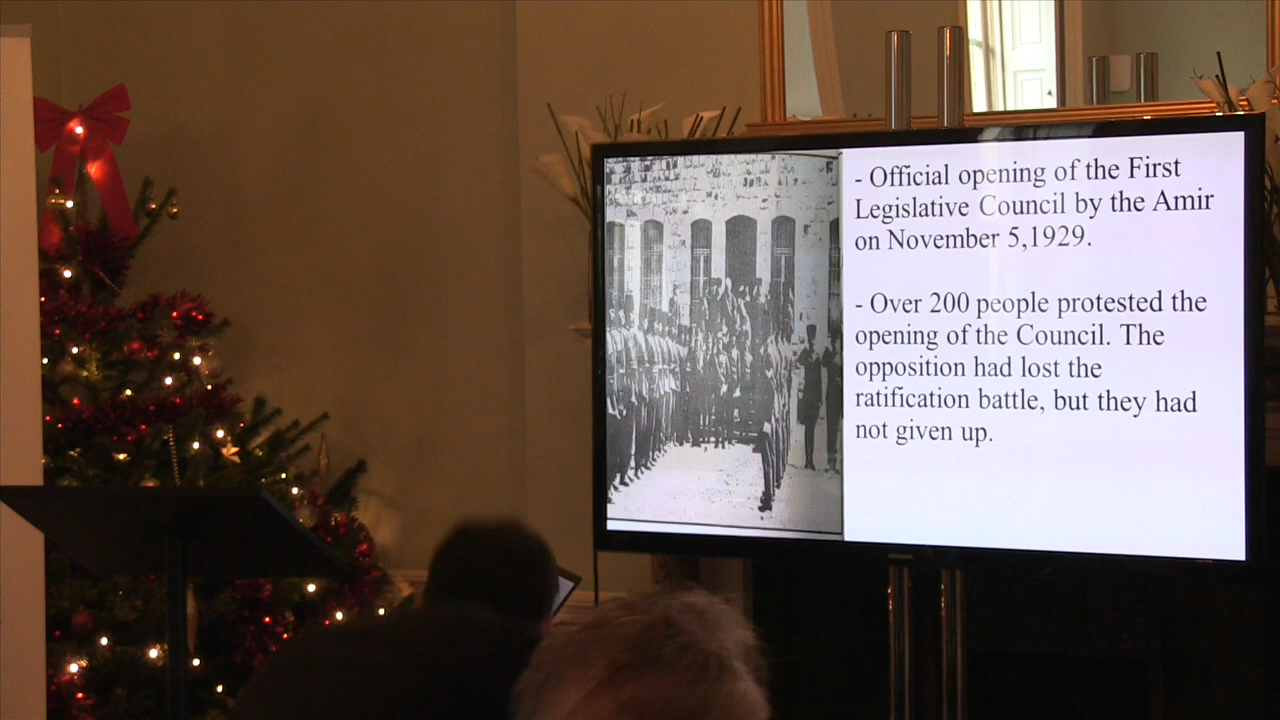 - Official opening of the First
Legislative Council by the Amir
on November 5,1929.
- Over 200 people protested the
opening of the Council. The
opposition had lost the
ratification battle, but they had
not given up.
SAMSUNG